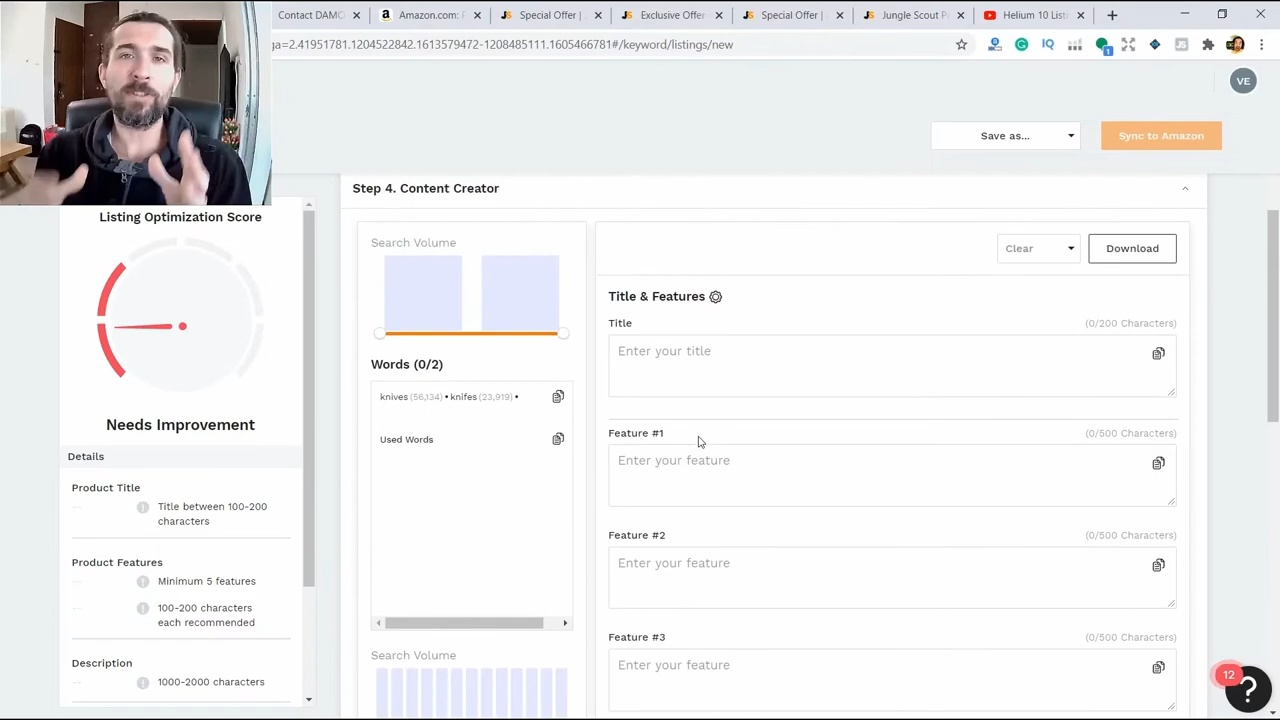 Contact DAMG
Amazon.com: F
Special Offer
Exclusive Offer
Special Offer |
Jungle Scout P
Helium 10 Listi
ga=2.41951781.1204522842.1613579472-1208485111.1605466781#/keyword/listings/new
VE
Save as...
Sync to Amazon
Step 4. Content Creator
Listing Optimization Score
Needs Improvement
Details
Product Title
Title between 100-200
characters
Product Features
Minimum 5 features
100-200 characters
each recommended
Description
1000-2000 characters
Search Volume
Words (0/2)
knives (56,134) • knifes (23,919) •
Used Words
Search Volume
Clear
Download
Title & Features
Title (0/200 Characters)
Enter your title
Feature #1 (0/500 Characters)
Enter your feature
Feature #2 (0/500 Characters)
Enter your feature
Feature #3 (0/500 Characters)
Enter your feature
12
?